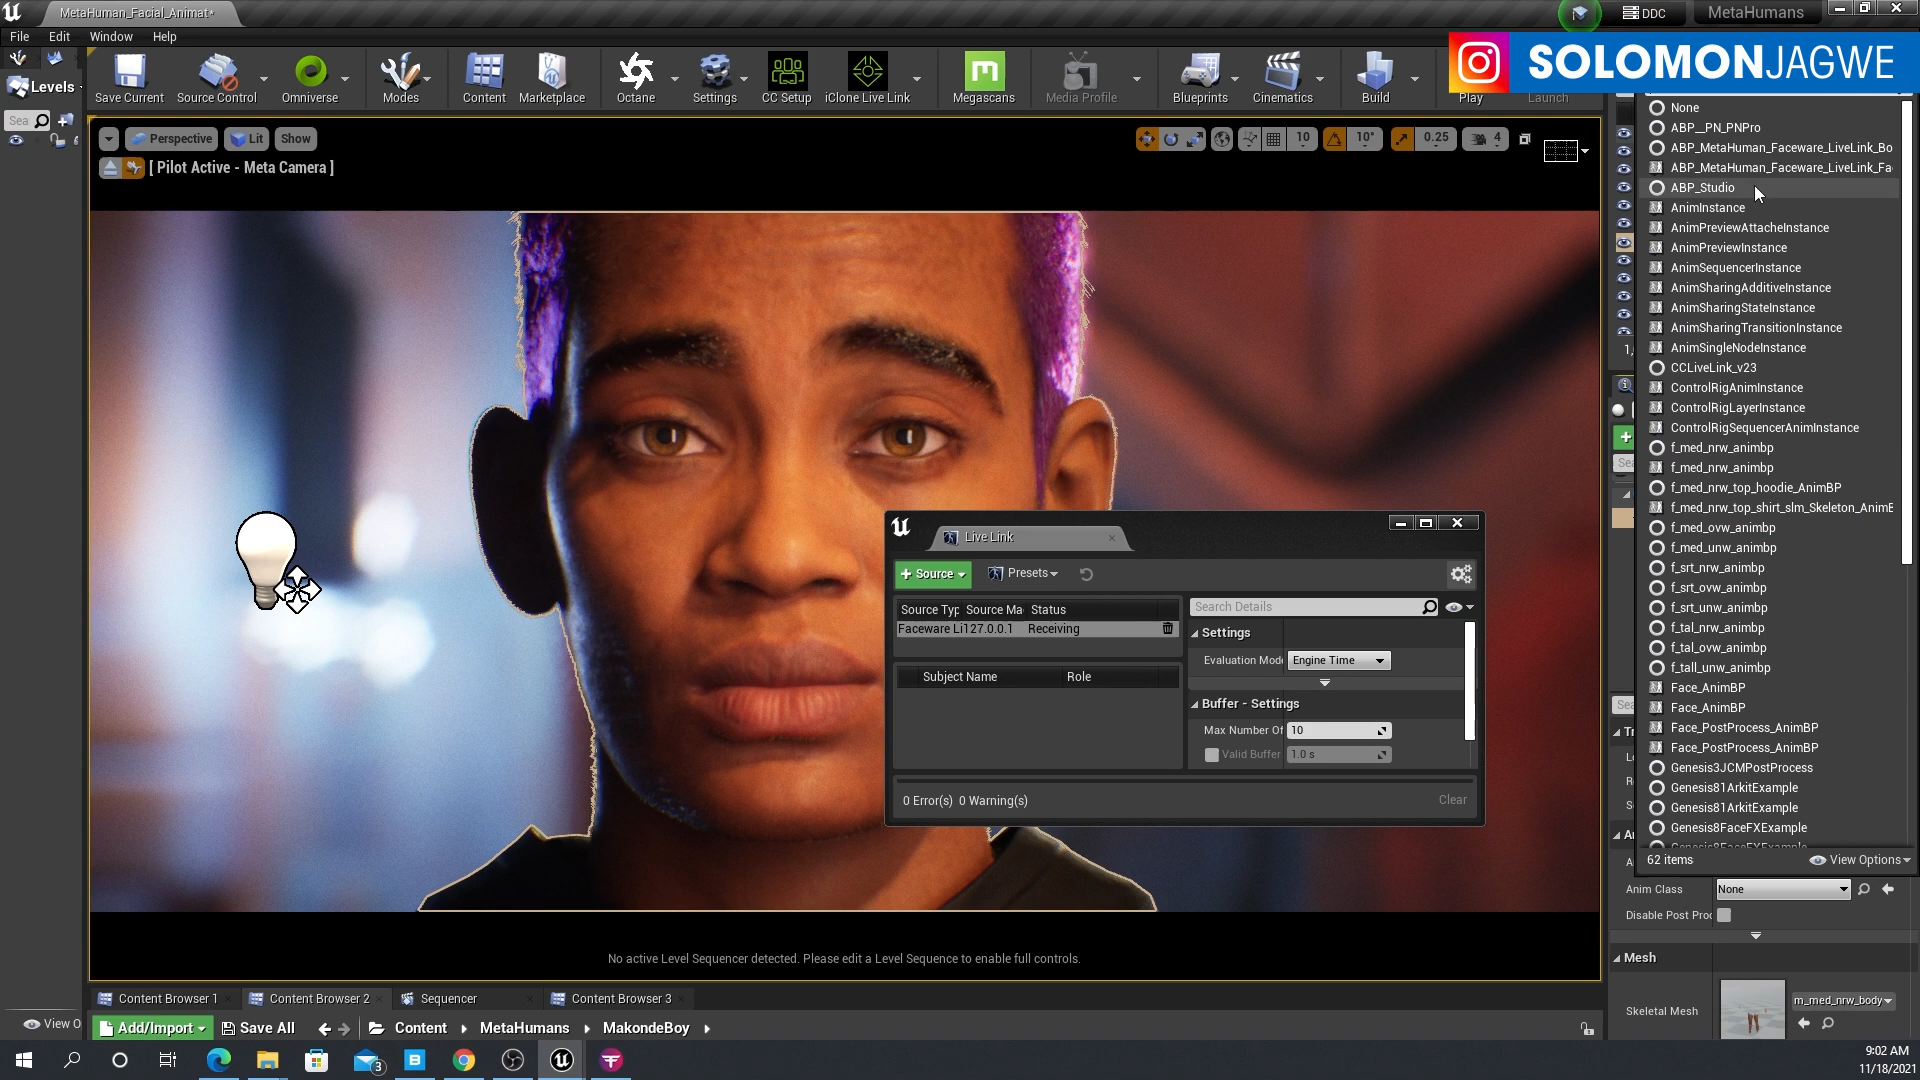 MetaHuman_Facial_Animat*
DDC
MetaHumans
File
Edit
Window
Help
SOLOMONJAGWE
Levels
Save Current
Source Control
Omniverse
Modes
Content
Marketplace
Octane
Settings
CC Setup
iClone Live Link
Megascans
Media Profile
Blueprints
Cinematics
Build
Play
Launch
Sea
Perspective
Lit
Show
10
10°
0.25
4
[ Pilot Active - Meta Camera ]
None
ABP__PN_PNPro
ABP_MetaHuman_Faceware_LiveLink_Bo
ABP_MetaHuman_Faceware_LiveLink_Fa
ABP_Studio
AnimInstance
AnimPreviewAttacheInstance
AnimPreviewInstance
AnimSequencerInstance
AnimSharingAdditiveInstance
AnimSharingStateInstance
AnimSharingTransitionInstance
AnimSingleNodeInstance
CCLiveLink_v23
ControlRigAnimInstance
ControlRigLayerInstance
ControlRigSequencerAnimInstance
f_med_nrw_animbp
f_med_nrw_animbp
f_med_nrw_top_hoodie_AnimBP
f_med_nrw_top_shirt_slm_Skeleton_AnimE
f_med_ovw_animbp
f_med_unw_animbp
f_srt_nrw_animbp
f_srt_ovw_animbp
f_srt_unw_animbp
f_tal_nrw_animbp
f_tal_ovw_animbp
f_tall_unw_animbp
Face_AnimBP
Face_AnimBP
Face_PostProcess_AnimBP
Face_PostProcess_AnimBP
Genesis3JCMPostProcess
Genesis81ArkitExample
Genesis81ArkitExample
Genesis8FaceFXExample
Genesis8FaceFXExample
62 items
View Options
Anim Class
None
Disable Post Proc
Mesh
Skeletal Mesh
m_med_nrw_body
Live Link
Source
Presets
Source Typ
Source Ma
Status
Faceware Li
127.0.0.1
Receiving
Subject Name
Role
Search Details
Settings
Evaluation Mode
Engine Time
Buffer - Settings
Max Number Of
10
Valid Buffer
1.0 s
0 Error(s) 0 Warning(s)
Clear
No active Level Sequencer detected. Please edit a Level Sequence to enable full controls.
Content Browser 1
Content Browser 2
Sequencer
Content Browser 3
View O
Add/Import
Save All
Content
MetaHumans
MakondeBoy
3
9:02 AM
11/18/2021